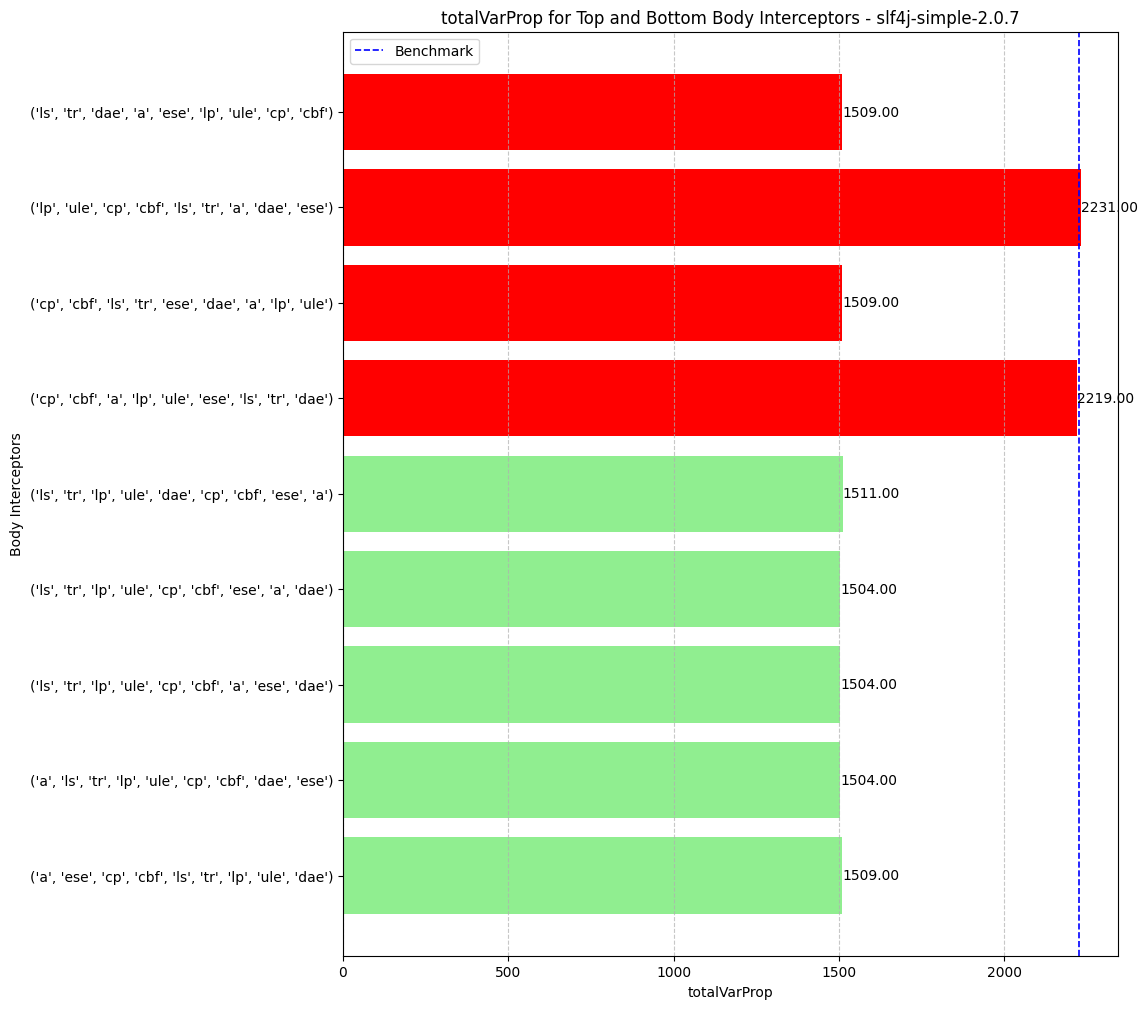 totalVarProp for Top and Bottom Body Interceptors - slf4j-simple-2.0.7
Benchmark
('ls', 'tr', 'dae', 'a', 'ese', 'lp', 'ule', 'cp', 'cbf')
1509.00
('lp', 'ule', 'cp', 'cbf', 'ls', 'tr', 'a', 'dae', 'ese')
2231.00
('cp', 'cbf', 'ls', 'tr', 'ese', 'dae', 'a', 'lp', 'ule')
1509.00
('cp', 'cbf', 'a', 'lp', 'ule', 'ese', 'ls', 'tr', 'dae')
2219.00
Body Interceptors
('ls', 'tr', 'lp', 'ule', 'dae', 'cp', 'cbf', 'ese', 'a')
1511.00
('ls', 'tr', 'lp', 'ule', 'cp', 'cbf', 'ese', 'a', 'dae')
1504.00
('ls', 'tr', 'lp', 'ule', 'cp', 'cbf', 'a', 'ese', 'dae')
1504.00
('a', 'ls', 'tr', 'lp', 'ule', 'cp', 'cbf', 'dae', 'ese')
1504.00
('a', 'ese', 'cp', 'cbf', 'ls', 'tr', 'lp', 'ule', 'dae')
1509.00
0 500 1000 1500 2000
totalVarProp